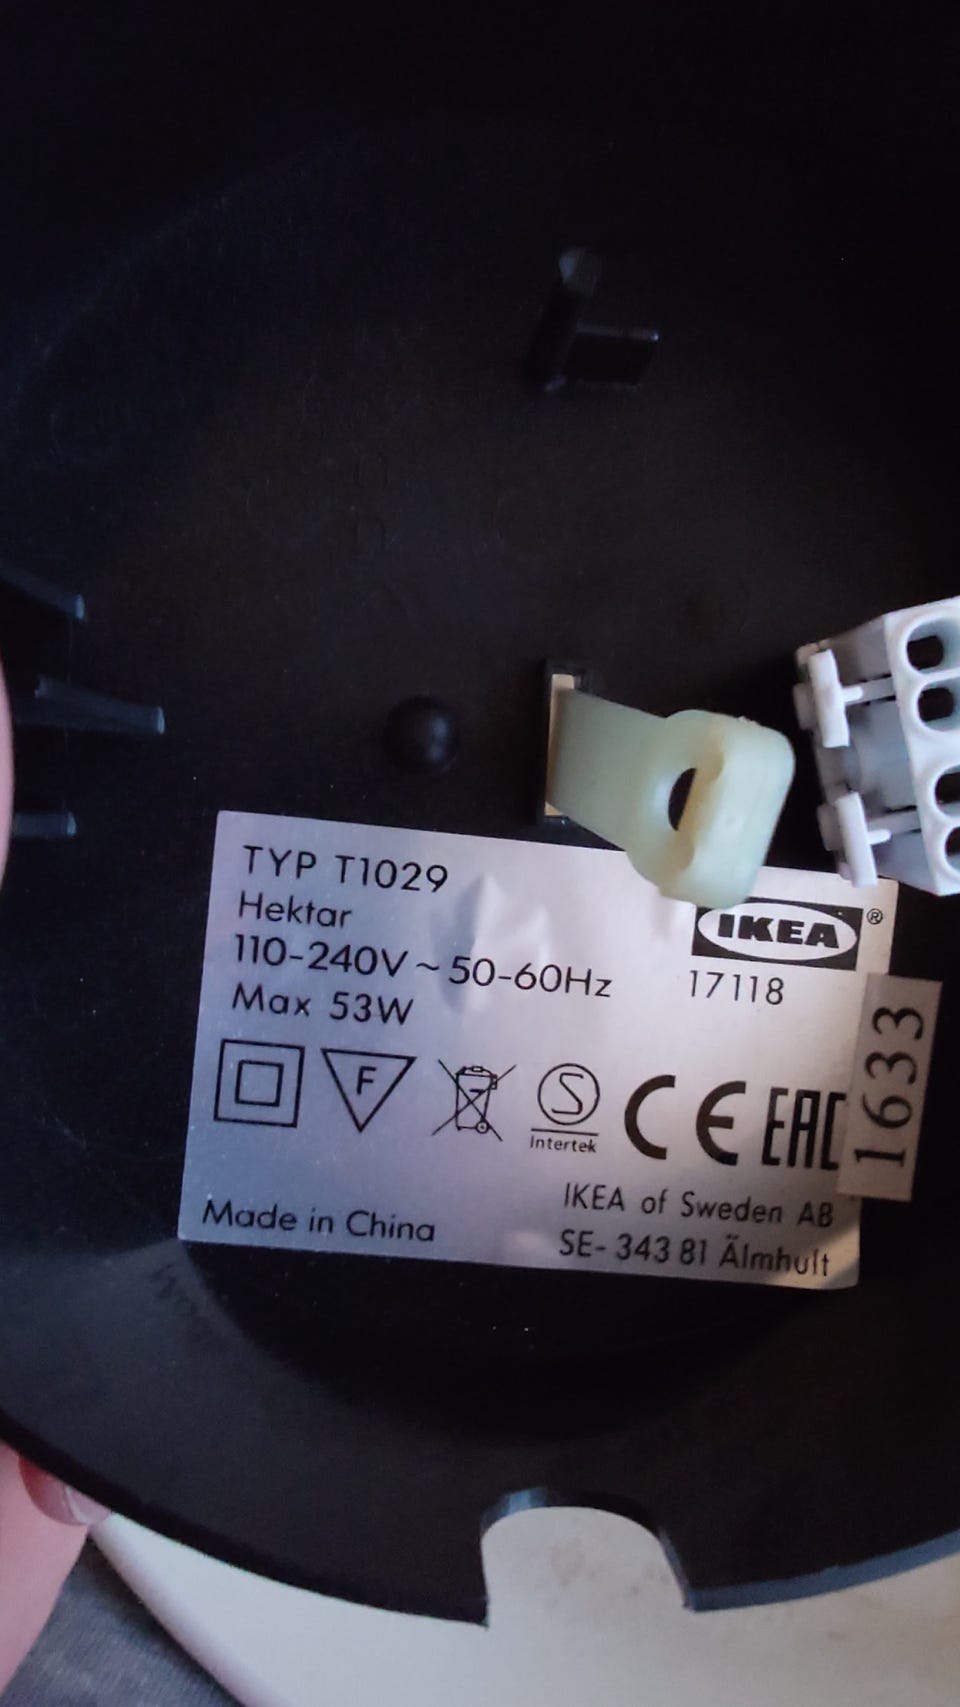 TYP T1029
Hektar
110-240V ~ 50-60Hz
Max 53W
IKEA ®
17118
F
S
Intertek
CE
EAC
1633
Made in China
IKEA of Sweden AB
SE- 343 81 Älmhult